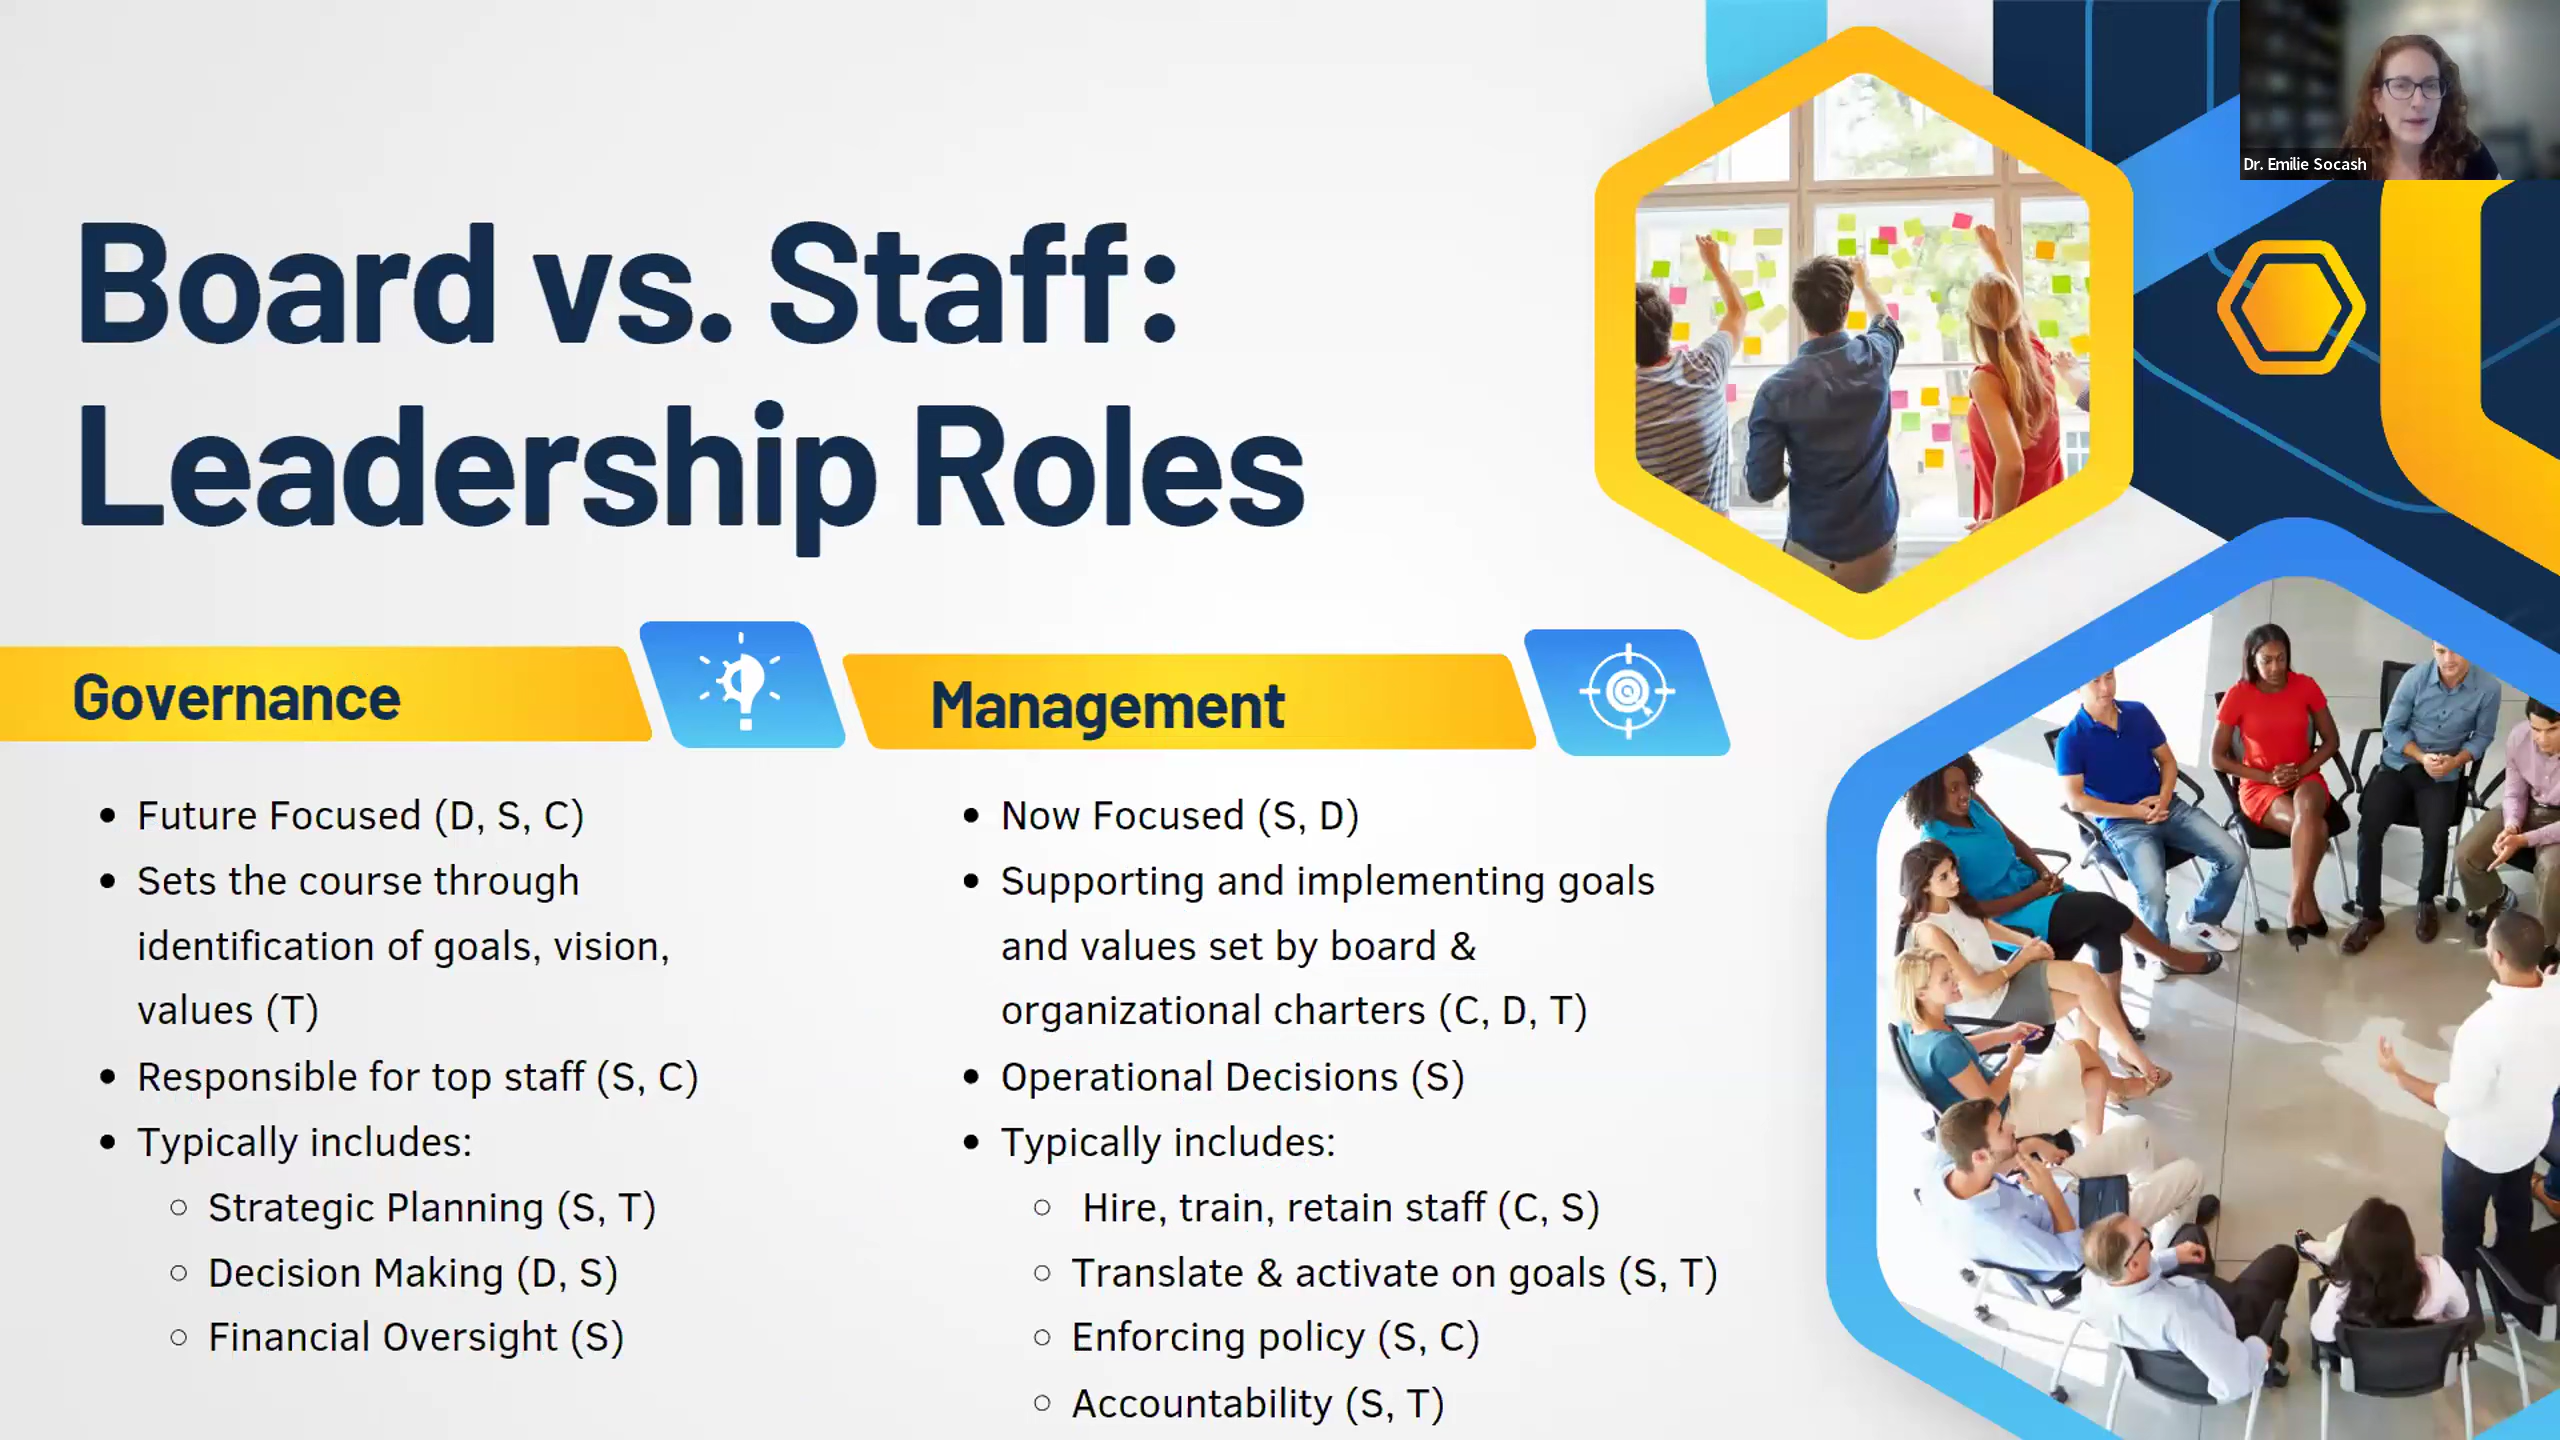 Dr. Emilie Socash
Board vs. Staff:
Leadership Roles
Governance
Future Focused (D, S, C)
Sets the course through
identification of goals, vision,
values (T)
Responsible for top staff (S, C)
Typically includes:
Strategic Planning (S, T)
Decision Making (D, S)
Financial Oversight (S)
Management
Now Focused (S, D)
Supporting and implementing goals
and values set by board &
organizational charters (C, D, T)
Operational Decisions (S)
Typically includes:
Hire, train, retain staff (C, S)
Translate & activate on goals (S, T)
Enforcing policy (S, C)
Accountability (S, T)